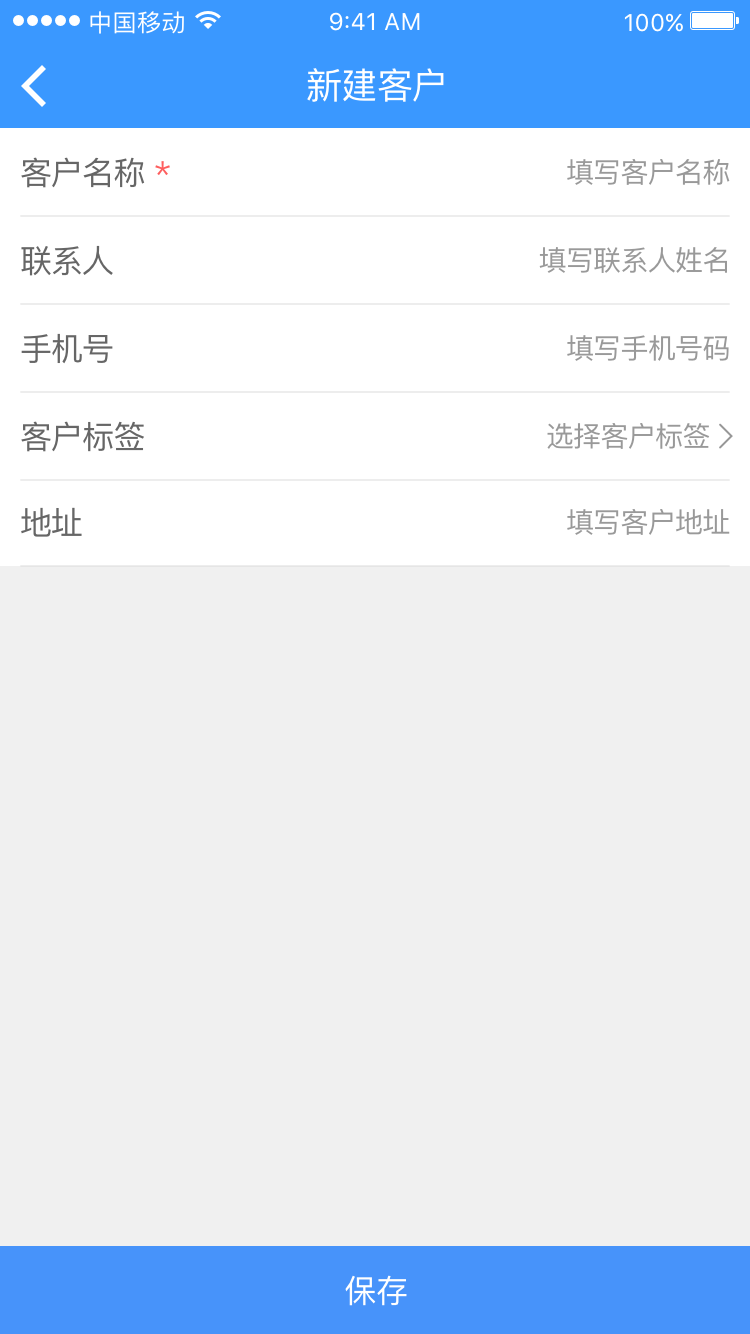 中国移动 9:41 AM 100%
新建客户
客户名称 * 填写客户名称
联系人 填写联系人姓名
手机号 填写手机号码
客户标签 选择客户标签
地址 填写客户地址
保存